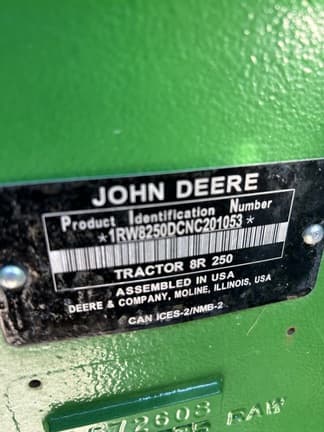 JOHN DEERE
Product Identification Number
*1RW8250DCNC201053*
TRACTOR 8R 250
ASSEMBLED IN USA
DEERE & COMPANY, MOLINE, ILLINOIS, USA
CAN ICES-2/NMB-2